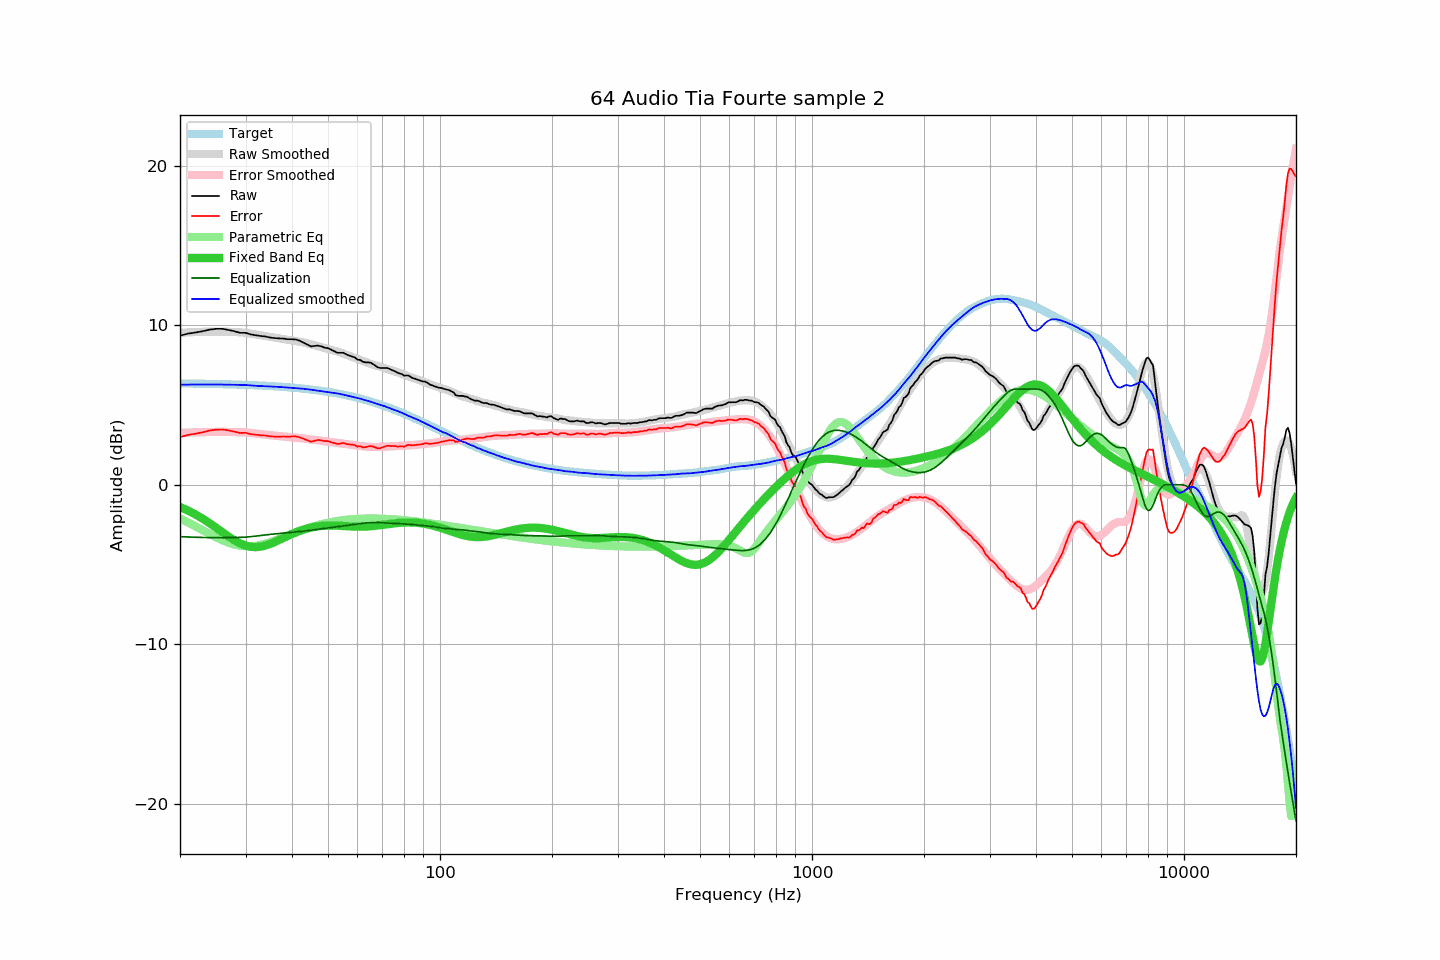 64 Audio Tia Fourte sample 2
Target
Raw Smoothed
Error Smoothed
Raw
Error
Parametric Eq
Fixed Band Eq
Equalization
Equalized smoothed
20
10
0
−10
−20
Amplitude (dBr)
100
1000
10000
Frequency (Hz)